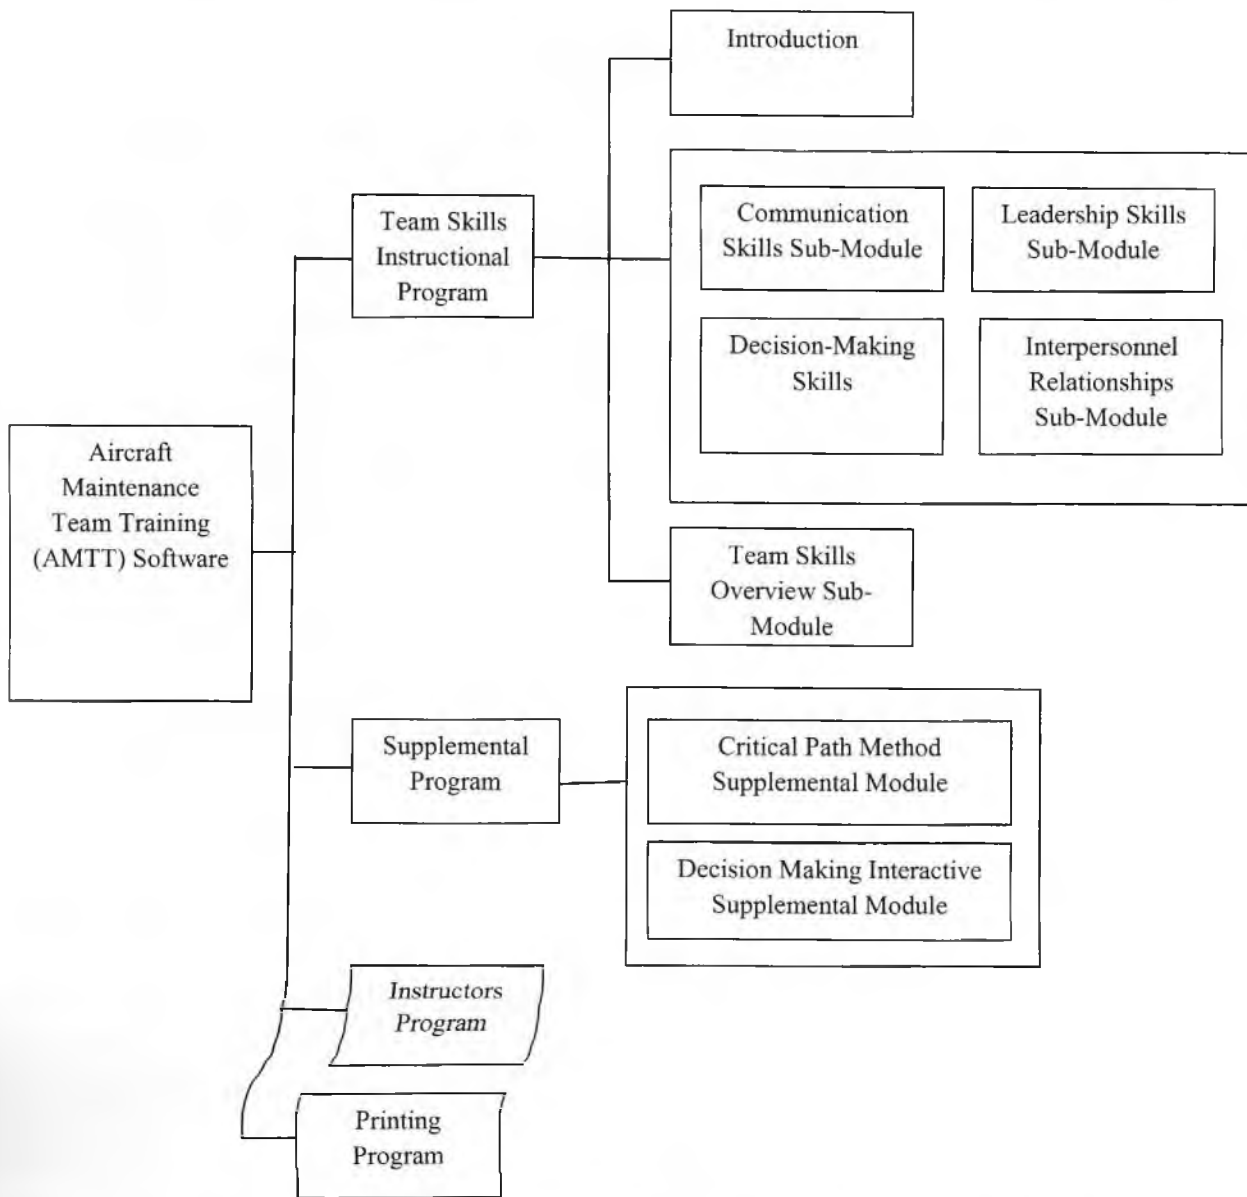 Introduction
Communication
Skills Sub-Module
Leadership Skills
Sub-Module
Team Skills
Instructional
Program
Decision-Making
Skills
Interpersonnel
Relationships
Sub-Module
Aircraft
Maintenance
Team Training
(AMTT) Software
Team Skills
Overview Sub-
Module
Supplemental
Program
Critical Path Method
Supplemental Module
Decision Making Interactive
Supplemental Module
Instructors
Program
Printing
Program